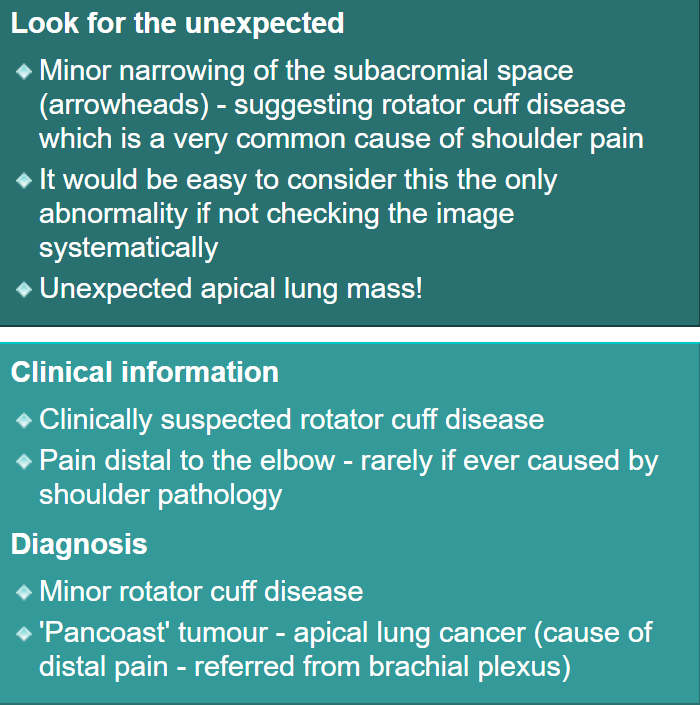 Look for the unexpected
Minor narrowing of the subacromial space
(arrowheads) - suggesting rotator cuff disease
which is a very common cause of shoulder pain
It would be easy to consider this the only
abnormality if not checking the image
systematically
Unexpected apical lung mass!
Clinical information
Clinically suspected rotator cuff disease
Pain distal to the elbow - rarely if ever caused by
shoulder pathology
Diagnosis
Minor rotator cuff disease
'Pancoast' tumour - apical lung cancer (cause of
distal pain - referred from brachial plexus)